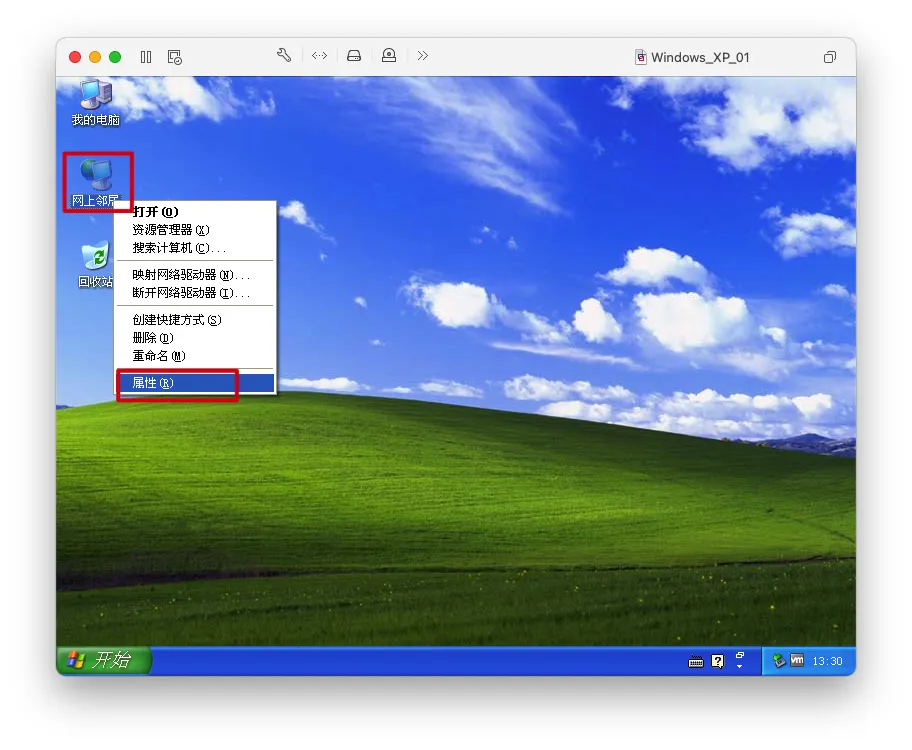 Windows_XP_01
我的电脑
网上邻居
打开(O)
资源管理器(X)
搜索计算机(C)...
映射网络驱动器(N)...
断开网络驱动器(I)...
创建快捷方式(S)
删除(D)
重命名(M)
属性(R)
回收站
开始
vm
13:30